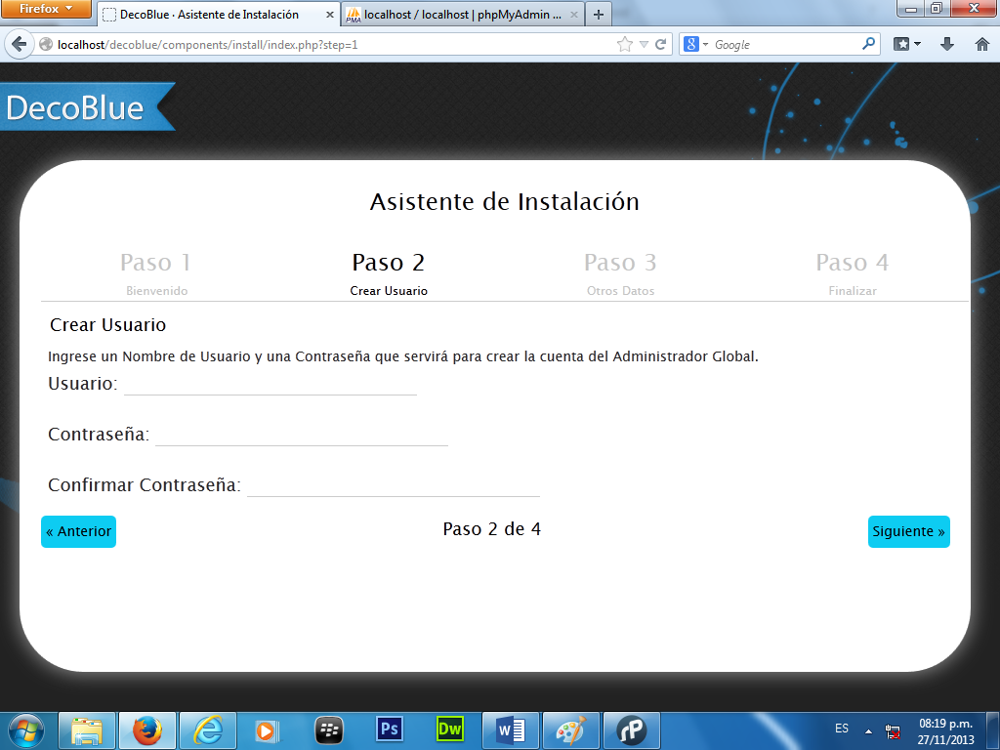 Firefox
DecoBlue · Asistente de Instalación
localhost / localhost | phpMyAdmin ...
localhost/decoblue/components/install/index.php?step=1
Google
DecoBlue
Asistente de Instalación
Paso 1
Paso 2
Paso 3
Paso 4
Bienvenido
Crear Usuario
Otros Datos
Finalizar
Crear Usuario
Ingrese un Nombre de Usuario y una Contraseña que servirá para crear la cuenta del Administrador Global.
Usuario:
Contraseña:
Confirmar Contraseña:
« Anterior
Paso 2 de 4
Siguiente »
Ps
Dw
W
rP
ES
08:19 p.m.
27/11/2013